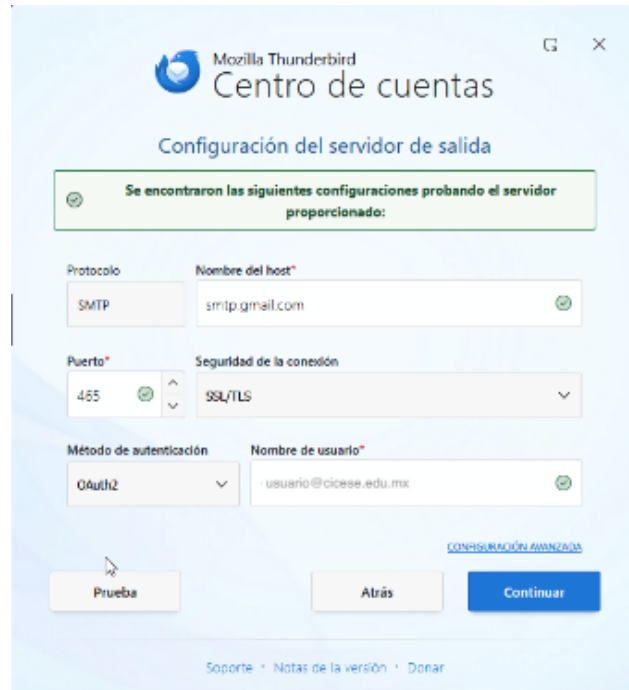 Mozilla Thunderbird
Centro de cuentas
Configuración del servidor de salida
Se encontraron las siguientes configuraciones probando el servidor
proporcionado:
Protocolo
Nombre del host*
SMTP
smtp.gmail.com
Puerto*
Seguridad de la conexión
465
SSL/TLS
Método de autenticación
Nombre de usuario*
OAuth2
usuario@cicese.edu.mx
CONFIGURACIÓN AVANZADA
Prueba
Atrás
Continuar
Soporte · Notas de la versión · Donar